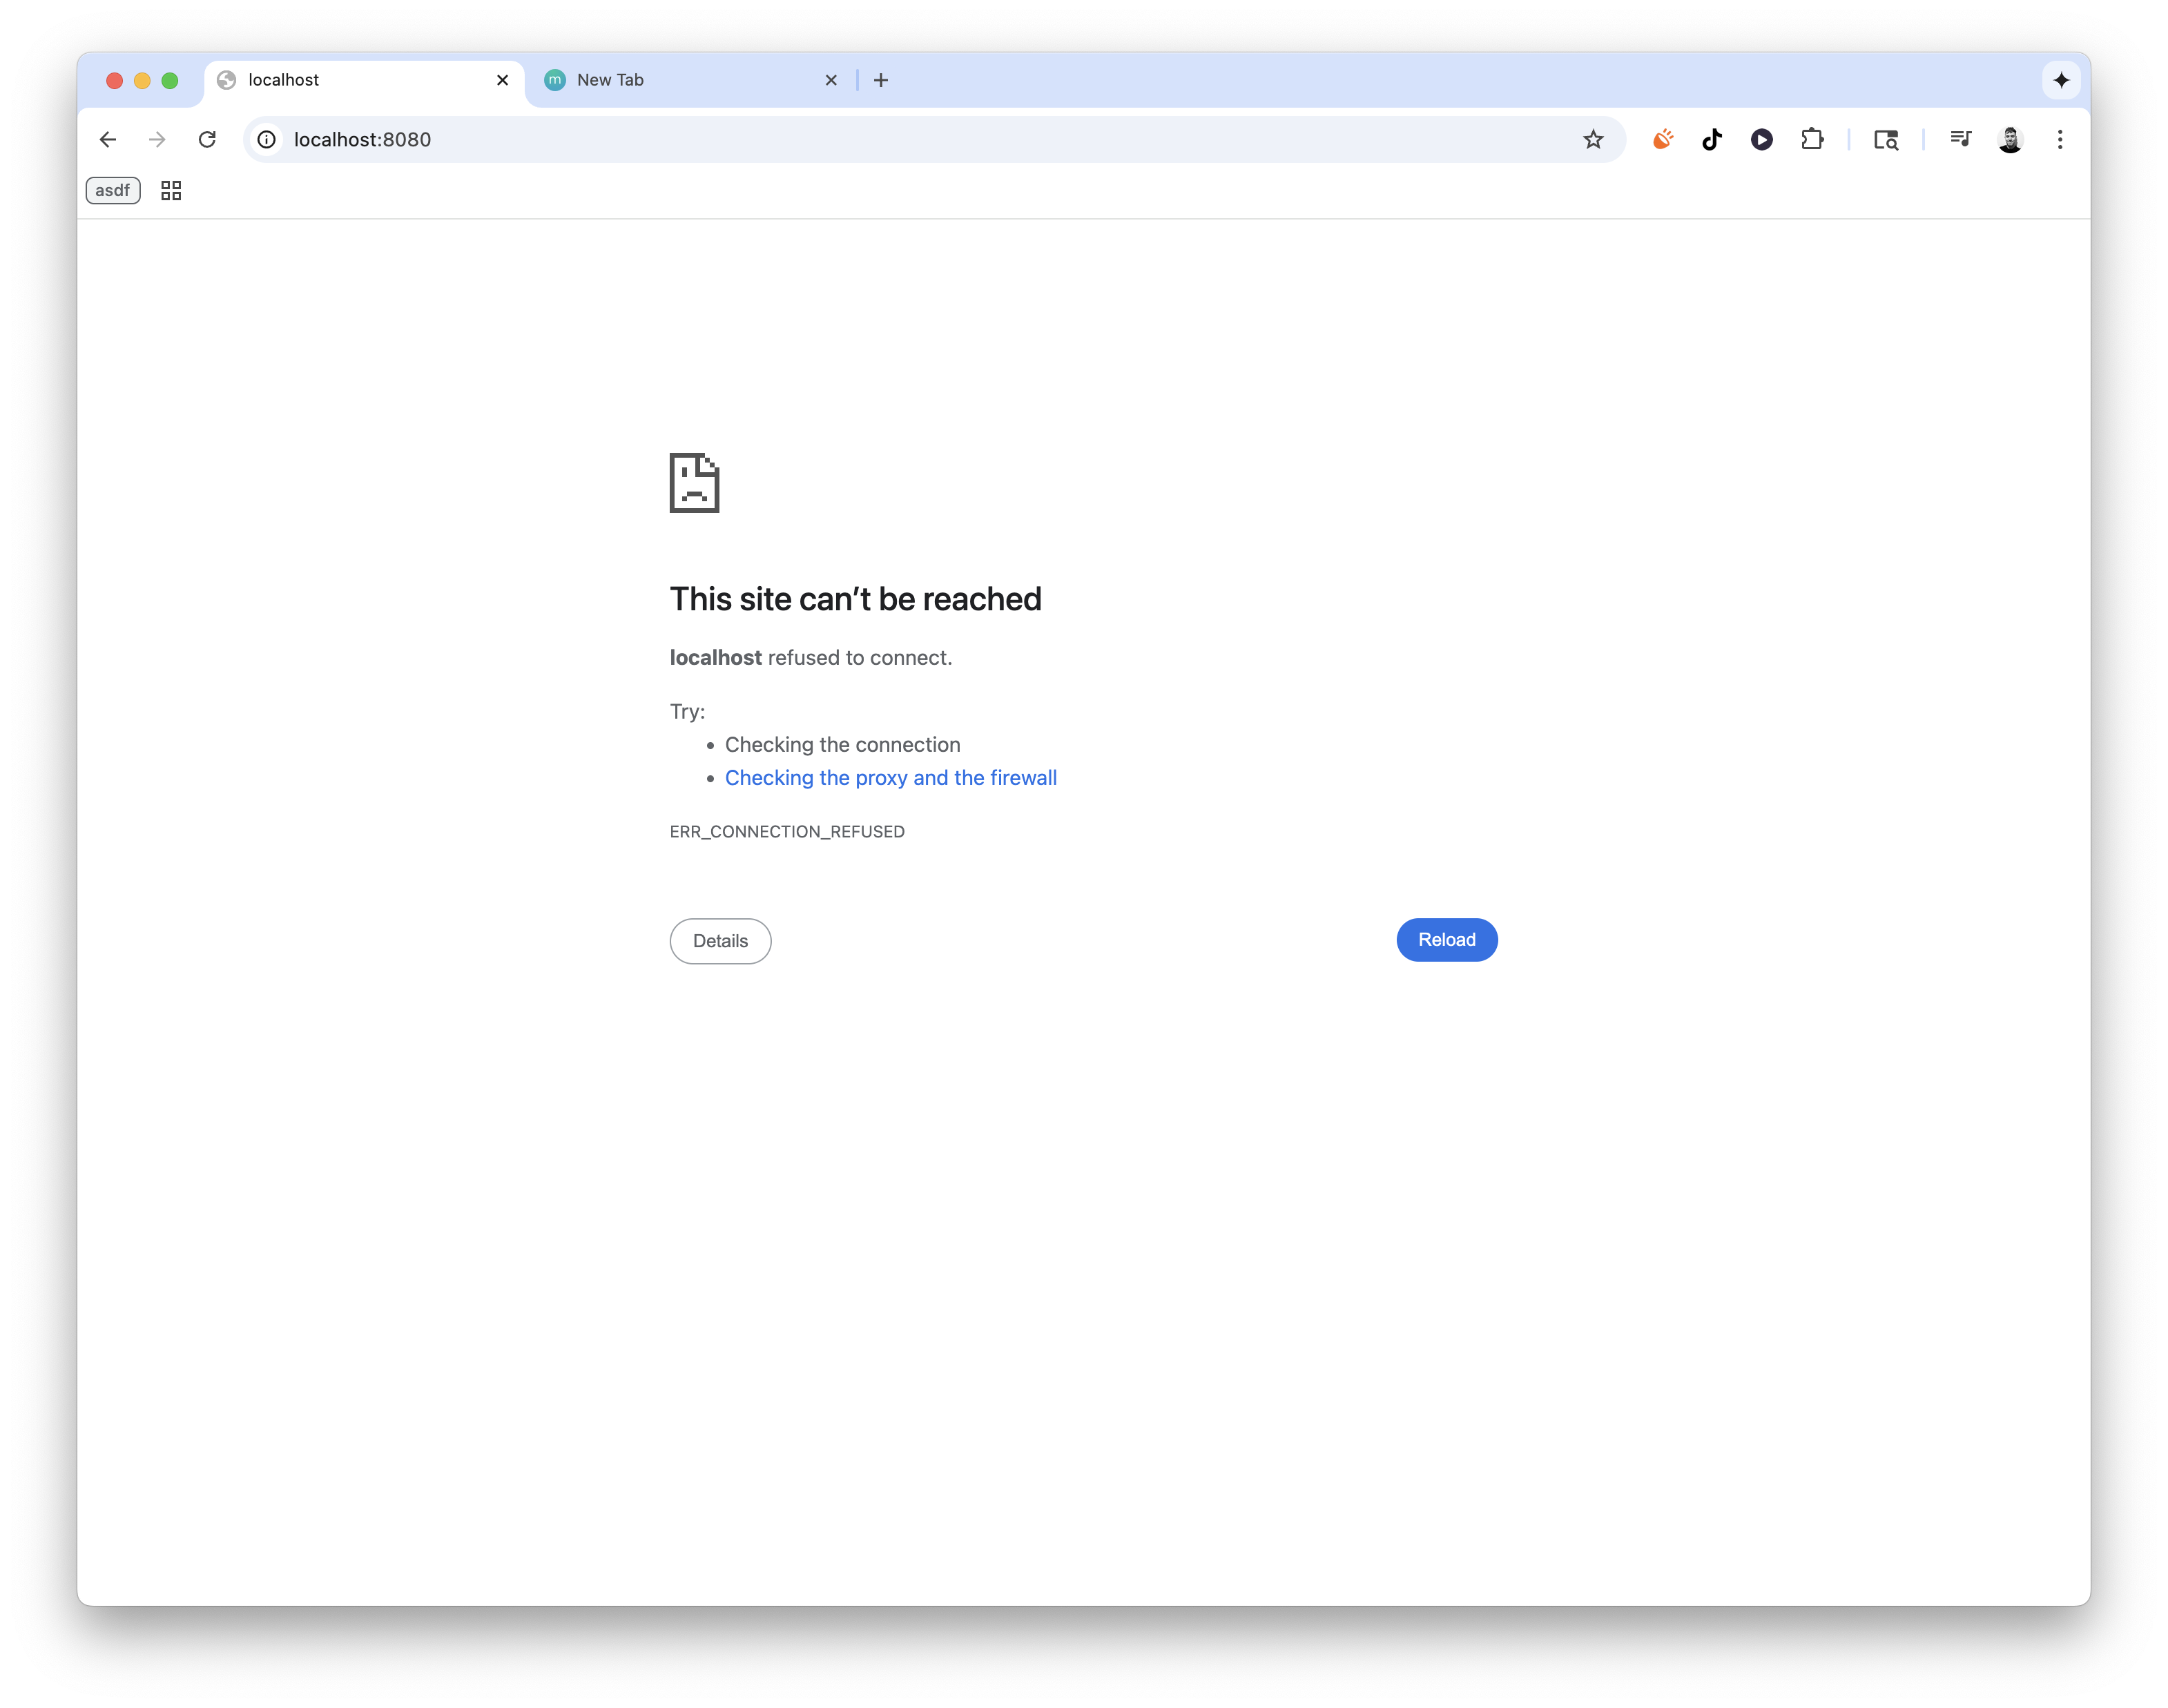 localhost
m New Tab
localhost:8080
asdf
This site can’t be reached
localhost refused to connect.
Try:
Checking the connection
Checking the proxy and the firewall
ERR_CONNECTION_REFUSED
Details Reload